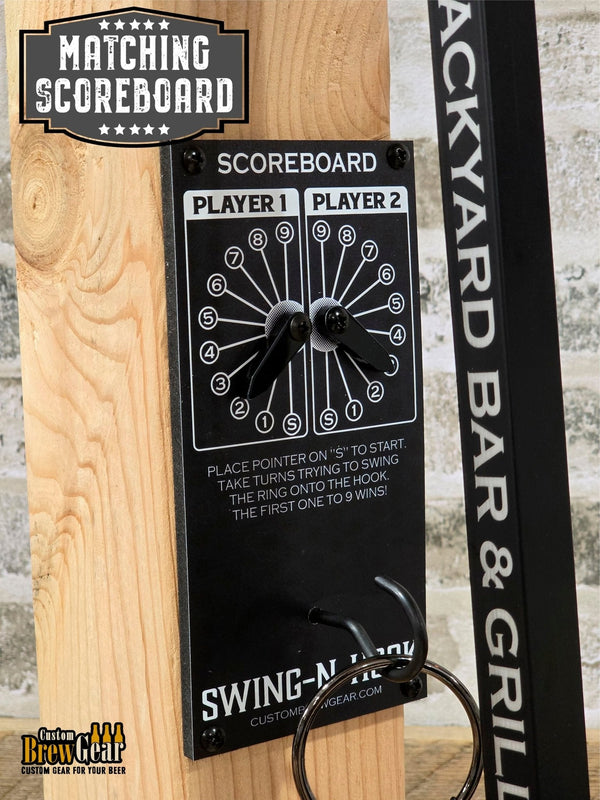 MATCHING
SCOREBOARD
SCOREBOARD
PLAYER 1
PLAYER 2
9
8
7
6
5
4
3
2
1
S
9
8
7
6
5
4
2
1
S
PLACE POINTER ON "S" TO START.
TAKE TURNS TRYING TO SWING
THE RING ONTO THE HOOK.
THE FIRST ONE TO 9 WINS!
SWING-N-HOOK
CUSTOMBREWGEAR.COM
ACKYARD BAR & GRILL
Custom
BrewGear
CUSTOM GEAR FOR YOUR BEER